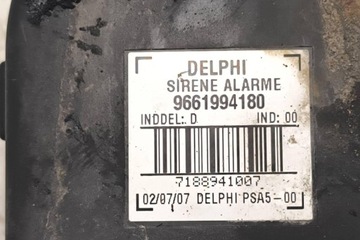 DELPHI
SIRENE ALARME
9661994180
INDDEL: D IND: 00
7188941007
02/07/07 DELPHI PSA5-00